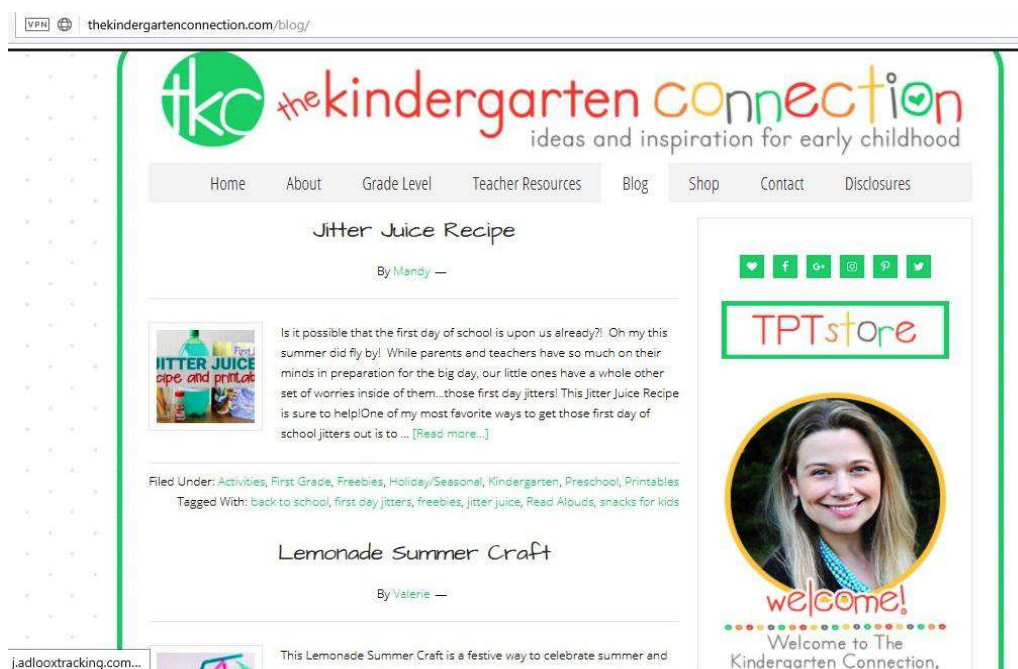 VPN thekindergartenconnection.com/blog/
tkc the kindergarten connection
ideas and inspiration for early childhood
Home About Grade Level Teacher Resources Blog Shop Contact Disclosures
Jitter Juice Recipe
By Mandy —
JITTER JUICE
Is it possible that the first day of school is upon us already?! Oh my this
summer did fly by! While parents and teachers have so much on their
minds in preparation for the big day, our little ones have a whole other
set of worries inside of them...those first day jitters! This Jitter Juice Recipe
is sure to help!One of my most favorite ways to get those first day of
school jitters out is to ... [Read more...]
Filed Under: Activities, First Grade, Freebies, Holiday/Seasonal, Kindergarten, Preschool, Printables
Tagged With: back to school, first day jitters, freebies, jitter juice, Read Alouds, snacks for kids
Lemonade Summer Craft
By Valerie —
This Lemonade Summer Craft is a festive way to celebrate summer and
TPTstore
welcome!
Welcome to The
Kindergarten Connection,
j.adlooxtracking.com...